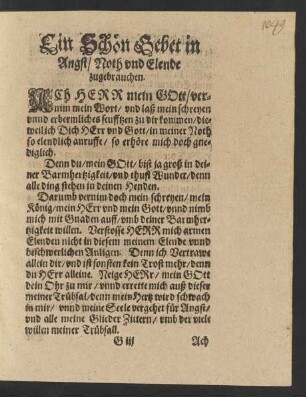 Ein Schön Gebet in
Angst/ Noth vnd Elende
zugebrauchen.
ACH HERR mein GOtt/ ver-
nim mein Wort/ vnd laß mein schreyen
vnnd erbermliches seufftzen zu dir kommen/ die-
weil ich Dich HErr vnd Gott/ in meiner Noth
so elendlich anruffe/ so erhöre mich doch gne-
diglich.
Denn du/ mein GOtt/ bist ja groß in dei-
ner Barmhertzigkeit/ vnd thust Wunder/ denn
alle ding stehen in deinen Henden.
Darumb vernim doch mein schreyen/ mein
König/ mein HErr vnd mein Gott/ vnnd nimb
mich mit Gnaden auff/ vmb deiner Barmher-
tzigkeit willen. Verstosse HERR mich armen
Elenden nicht in diesem meinem Elende vnnd
beschwerlichen Anligen: Denn ich Vertrawe
allein dir/ vnd ist sonsten kein Trost mehr/ denn
du HErr alleine. Neige HERr/ mein GOtt
dein Ohr zu mir/ vnnd errette mich auß dieser
meiner Trübsal/ denn mein Hertz wird schwach
in mir/ vnnd meine Seele vergehet für Angst/
vnd alle meine Glieder Zittern/ vmb der viel-
willen meiner Trübsall.
G iij Ach